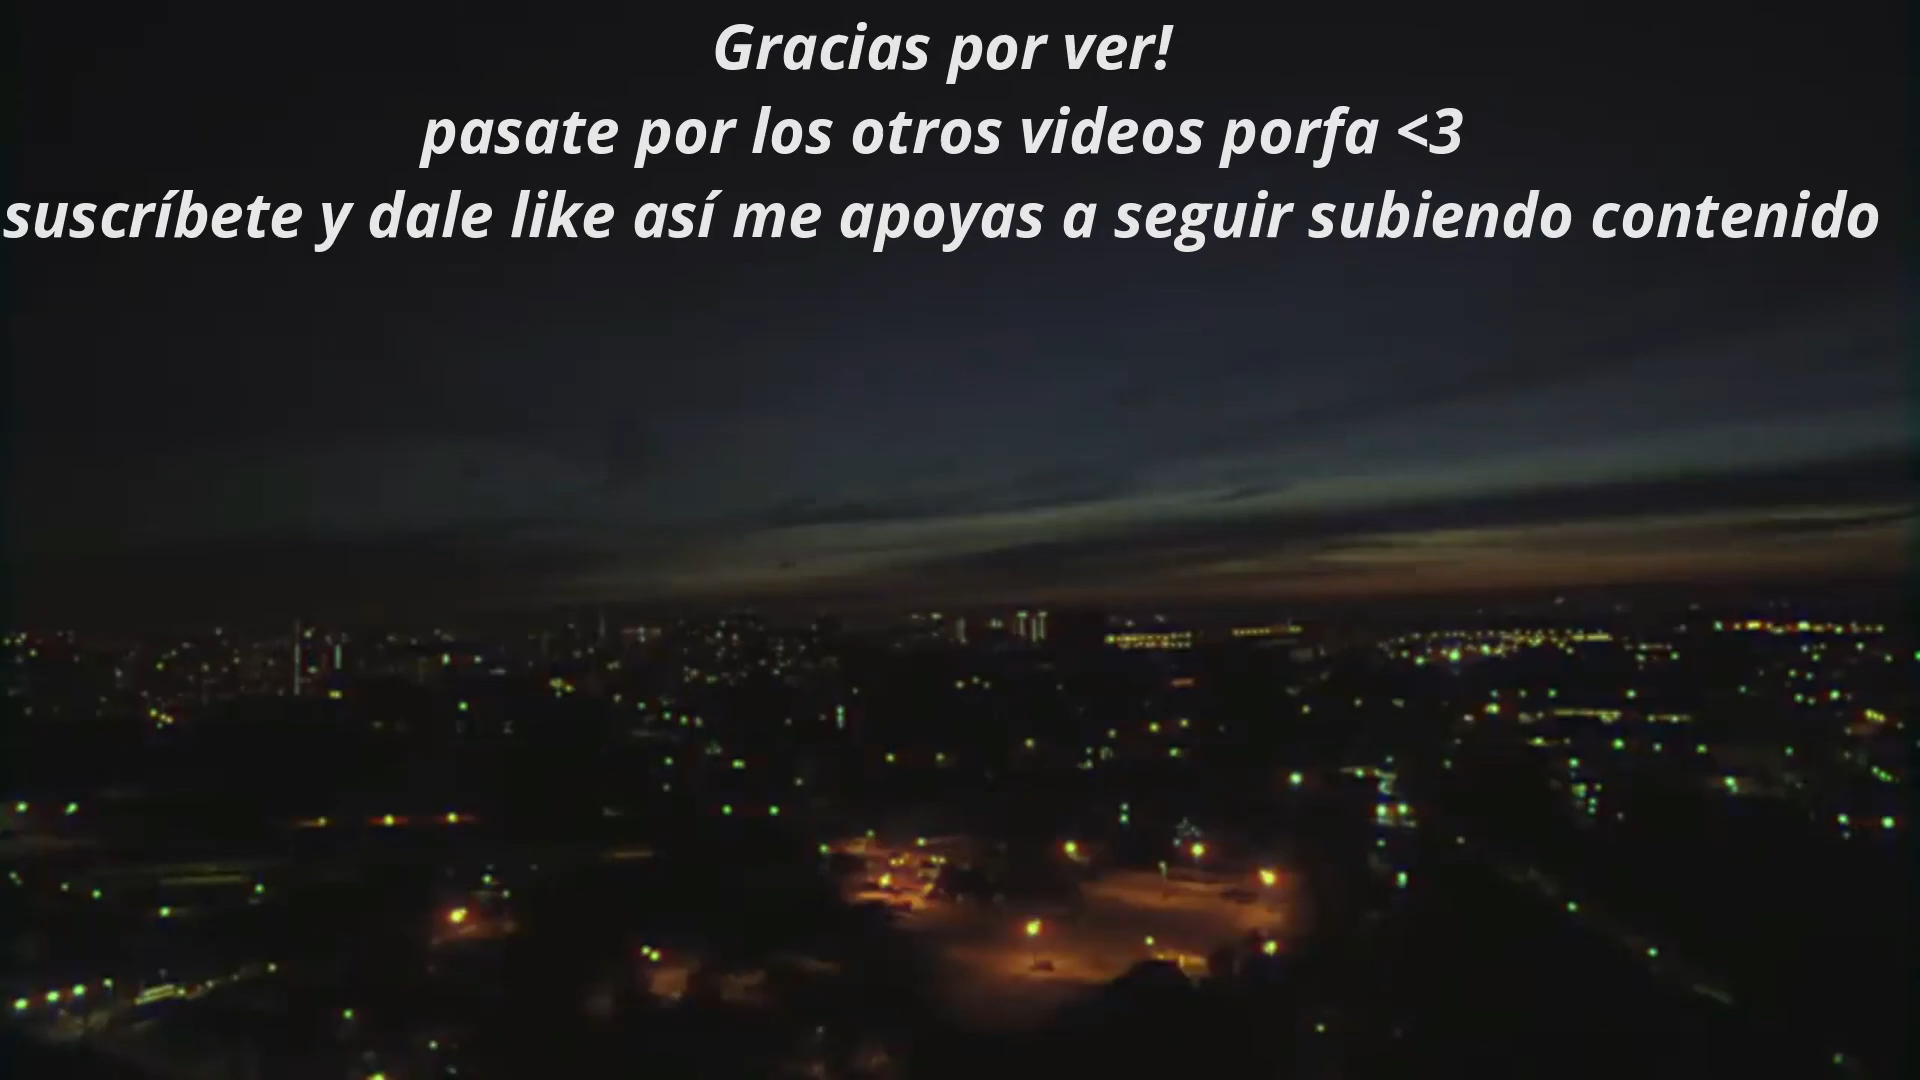 Gracias por ver!
pasate por los otros videos porfa <3
suscríbete y dale like así me apoyas a seguir subiendo contenido